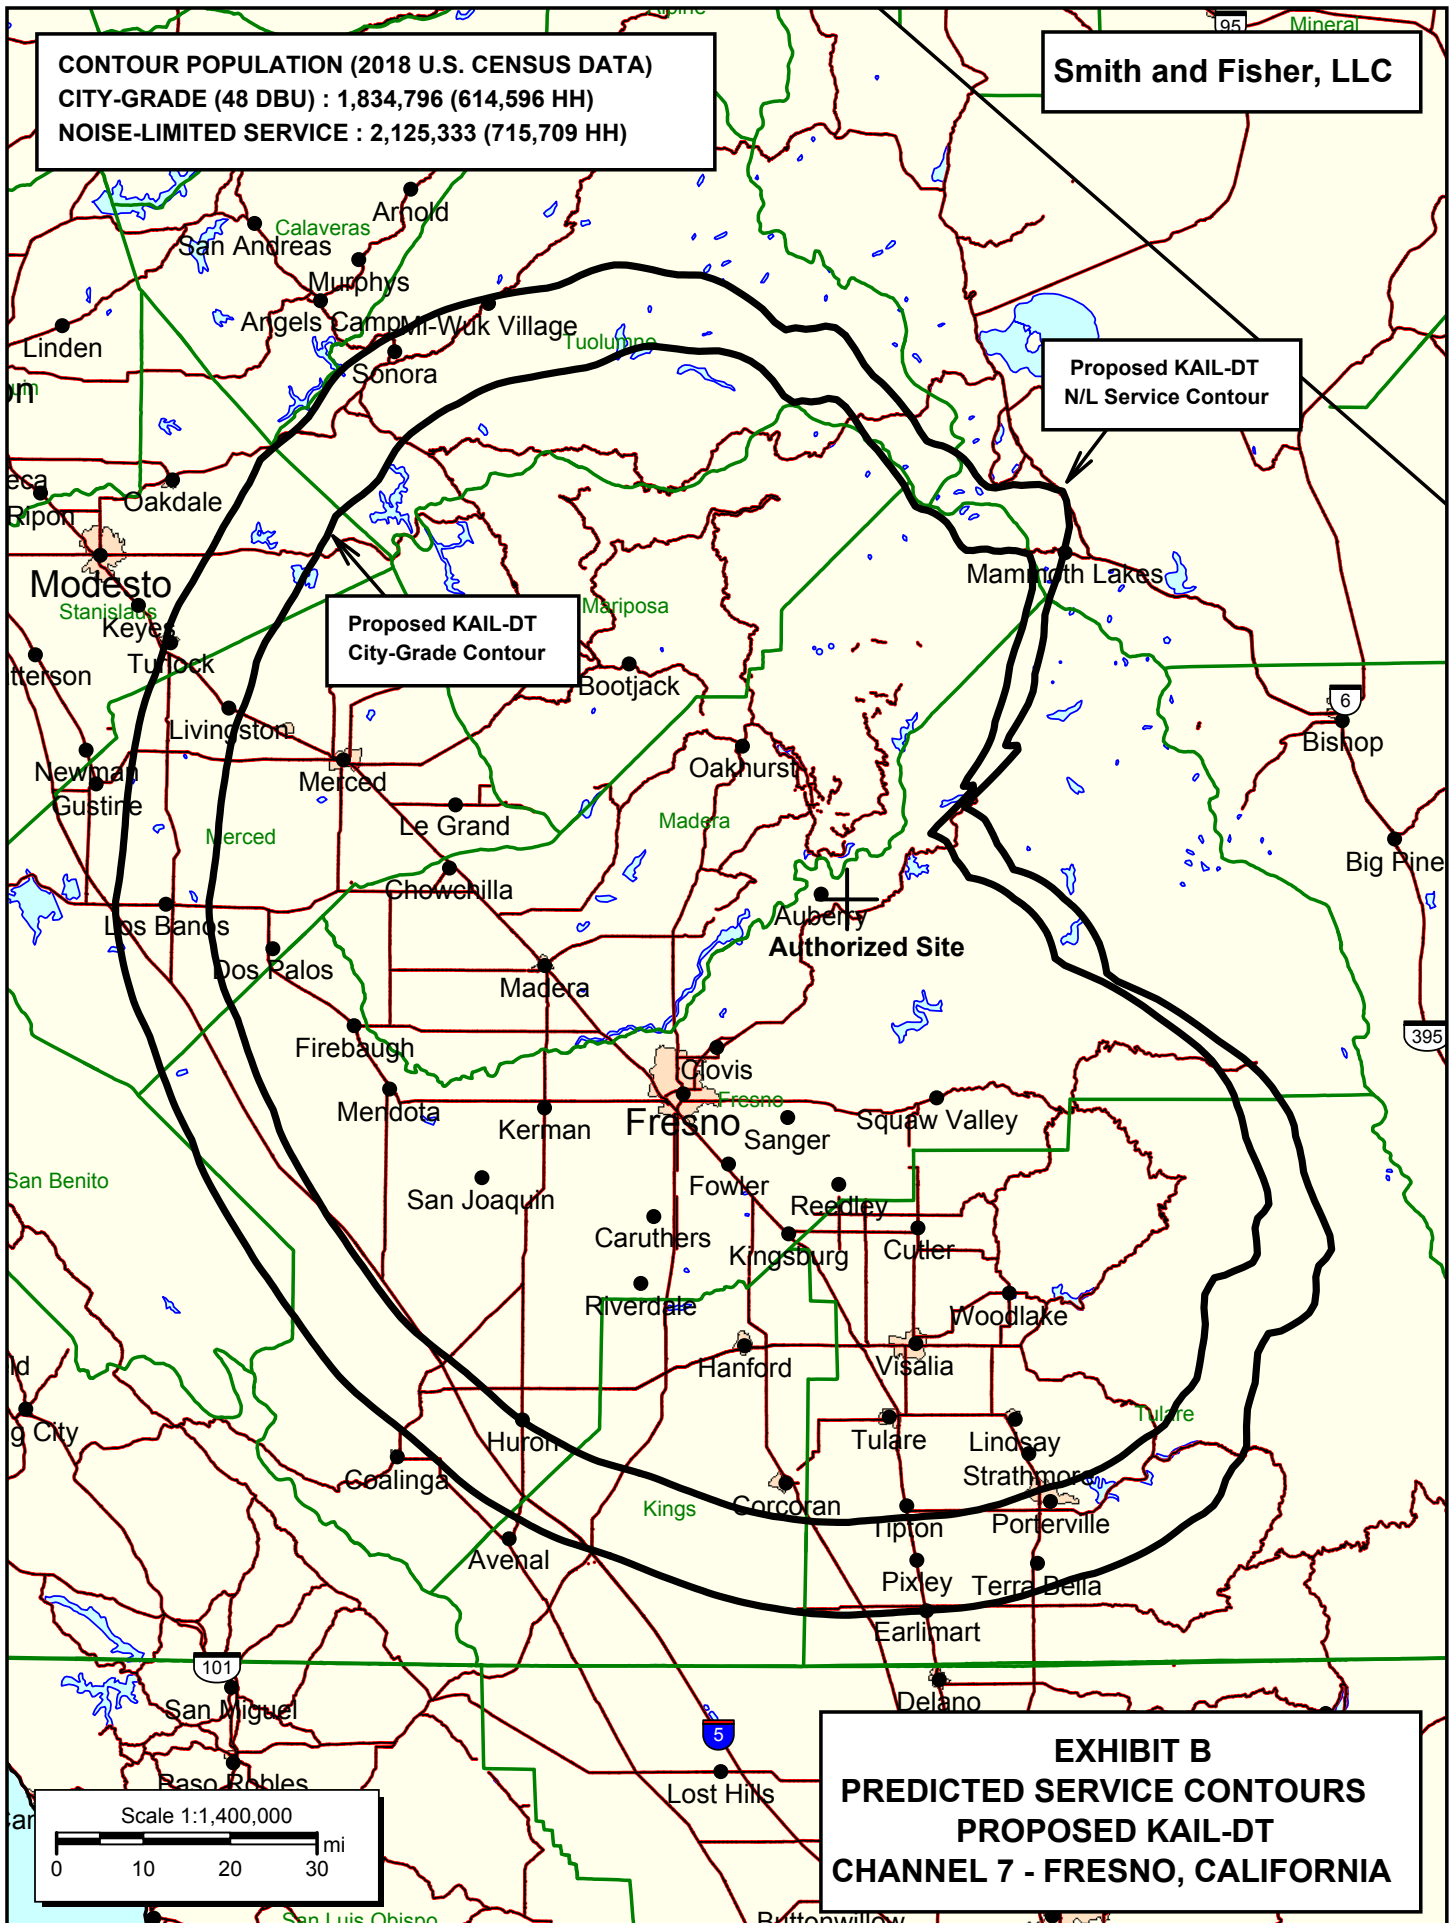 Alpine
95
Mineral
CONTOUR POPULATION (2018 U.S. CENSUS DATA)
CITY-GRADE (48 DBU) : 1,834,796 (614,596 HH)
NOISE-LIMITED SERVICE : 2,125,333 (715,709 HH)
Smith and Fisher, LLC
Arnold
Calaveras
San Andreas
Murphys
Angels Camp
Mi-Wuk Village
Linden
Tuolumne
Sonora
Proposed KAIL-DT
N/L Service Contour
Oakdale
Ripon
Modesto
Mammoth Lakes
Stanislaus
Keyes
Mariposa
Proposed KAIL-DT
City-Grade Contour
Turlock
tterson
Bootjack
6
Livingston
Bishop
Newman
Oakhurst
Merced
Gustine
Le Grand
Madera
Merced
Big Pine
Chowchilla
Auberry
Los Banos
Authorized Site
Dos Palos
Madera
395
Firebaugh
Clovis
Mendota
Fresno
Kerman
Fresno
Squaw Valley
Sanger
San Benito
Fowler
San Joaquin
Reedley
Caruthers
Kingsburg
Cutler
Riverdale
Woodlake
ld
Hanford
Visalia
g City
Tulare
Huron
Tulare
Lindsay
Coalinga
Strathmore
Kings
Corcoran
Tipton
Porterville
Avenal
Pixley
Terra Bella
Earlimart
101
San Miguel
Delano
5
Paso Robles
Lost Hills
EXHIBIT B
PREDICTED SERVICE CONTOURS
PROPOSED KAIL-DT
CHANNEL 7 - FRESNO, CALIFORNIA
Scale 1:1,400,000
mi
0 10 20 30
San Luis Obispo
Buttonwillow